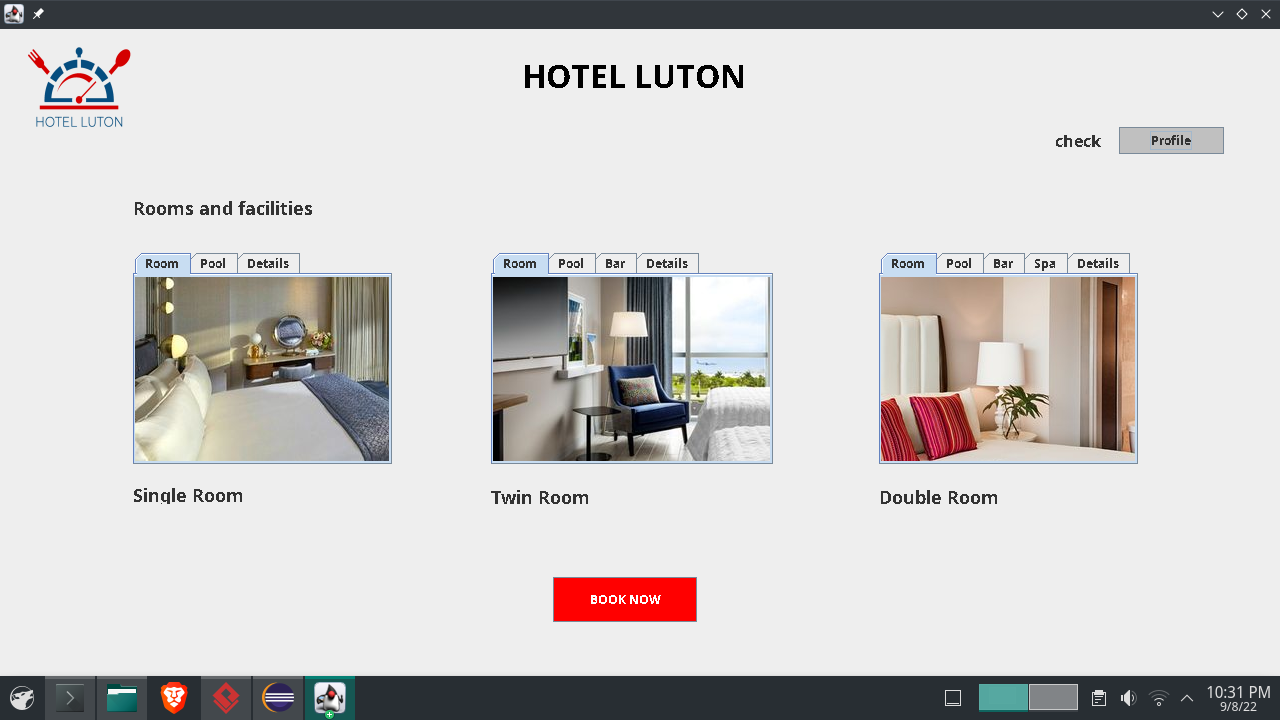 HOTEL LUTON
HOTEL LUTON
check Profile
Rooms and facilities
Room Pool Details
Room Pool Bar Details
Room Pool Bar Spa Details
Single Room
Twin Room
Double Room
BOOK NOW
10:31 PM
9/8/22